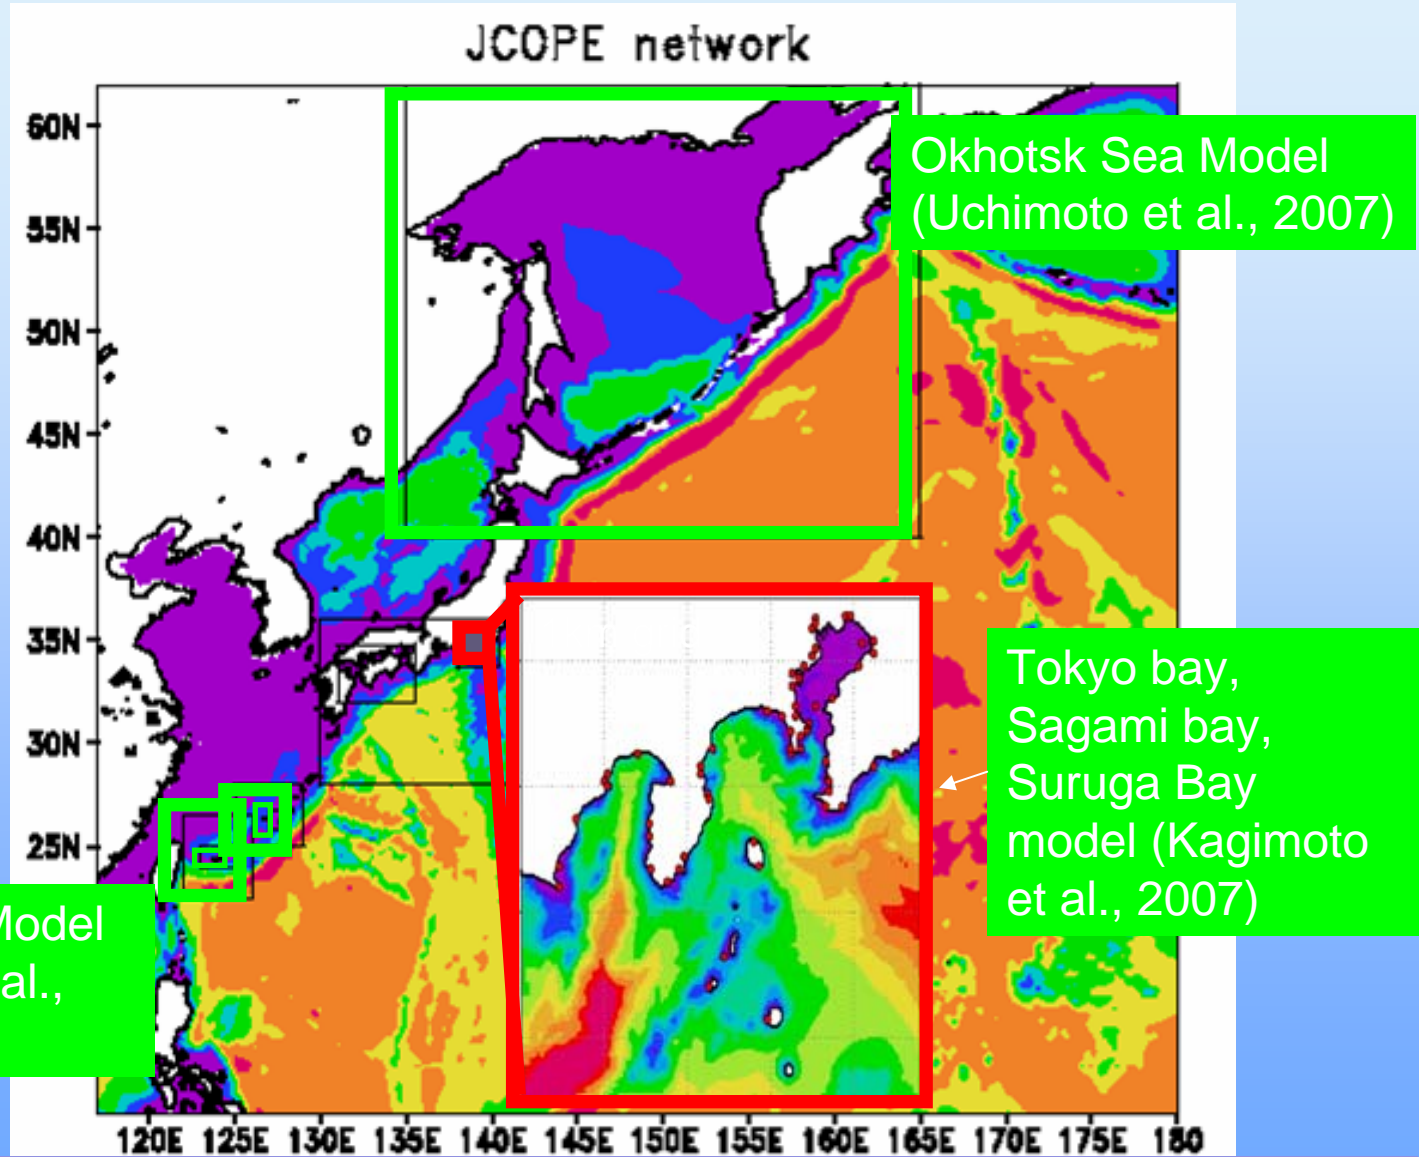 JCOPE network
60N
55N
50N
45N
40N
35N
30N
25N
120E 125E 130E 135E 140E 145E 150E 155E 160E 165E 170E 175E 180
Okhotsk Sea Model
(Uchimoto et al., 2007)
Tokyo bay,
Sagami bay,
Suruga Bay
model (Kagimoto
et al., 2007)
Model
al.,